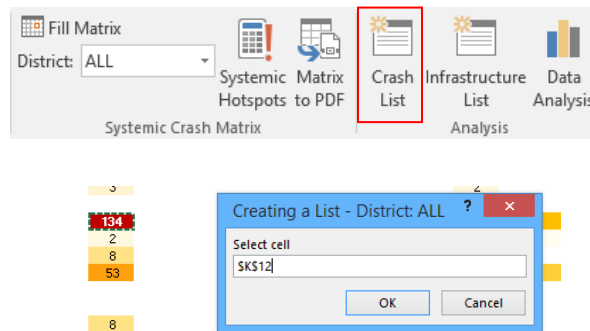 Fill Matrix
District: ALL
Systemic Hotspots
Matrix to PDF
Crash List
Infrastructure List
Data Analysis
Systemic Crash Matrix
Analysis
3
2
134
2
8
53
8
Creating a List - District: ALL ? ×
Select cell
$K$12
OK
Cancel